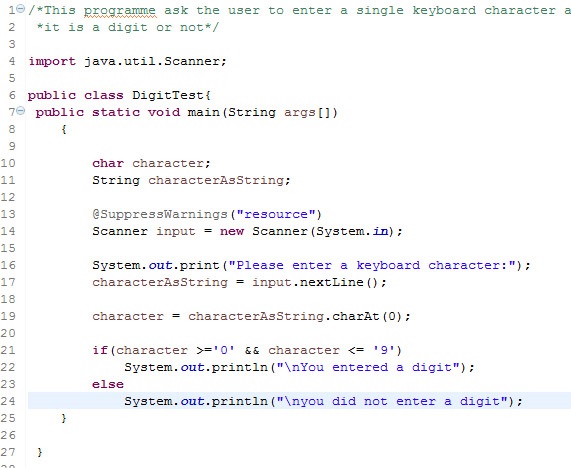 1 /*This programme ask the user to enter a single keyboard character a
2 *it is a digit or not*/
3
4 import java.util.Scanner;
5
6 public class DigitTest{
7 public static void main(String args[])
8 {
9
10 char character;
11 String characterAsString;
12
13 @SuppressWarnings("resource")
14 Scanner input = new Scanner(System.in);
15
16 System.out.print("Please enter a keyboard character:");
17 characterAsString = input.nextLine();
18
19 character = characterAsString.charAt(0);
20
21 if(character >='0' && character <= '9')
22 System.out.println("\nYou entered a digit");
23 else
24 System.out.println("\nyou did not enter a digit");
25 }
26
27 }